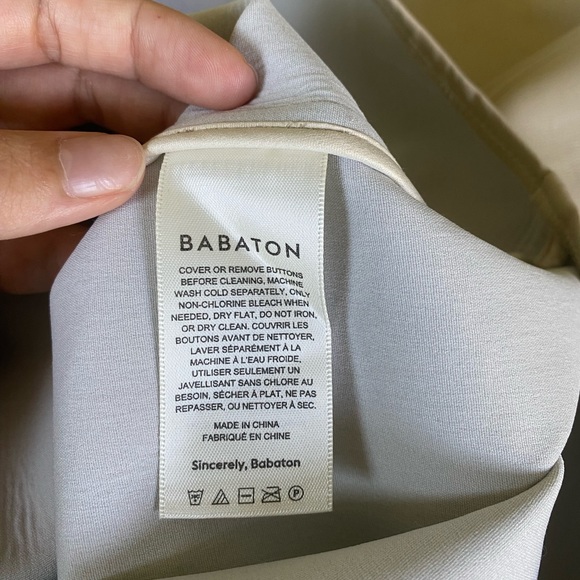 BABATON
COVER OR REMOVE BUTTONS
BEFORE CLEANING, MACHINE
WASH COLD SEPARATELY, ONLY
NON-CHLORINE BLEACH WHEN
NEEDED, DRY FLAT, DO NOT IRON,
OR DRY CLEAN. COUVRIR LES
BOUTONS AVANT DE NETTOYER,
LAVER SÉPARÉMENT À LA
MACHINE À L'EAU FROIDE,
UTILISER SEULEMENT UN
JAVELLISANT SANS CHLORE AU
BESOIN, SÉCHER À PLAT, NE PAS
REPASSER, OU NETTOYER À SEC.
MADE IN CHINA
FABRIQUÉ EN CHINE
Sincerely, Babaton
P